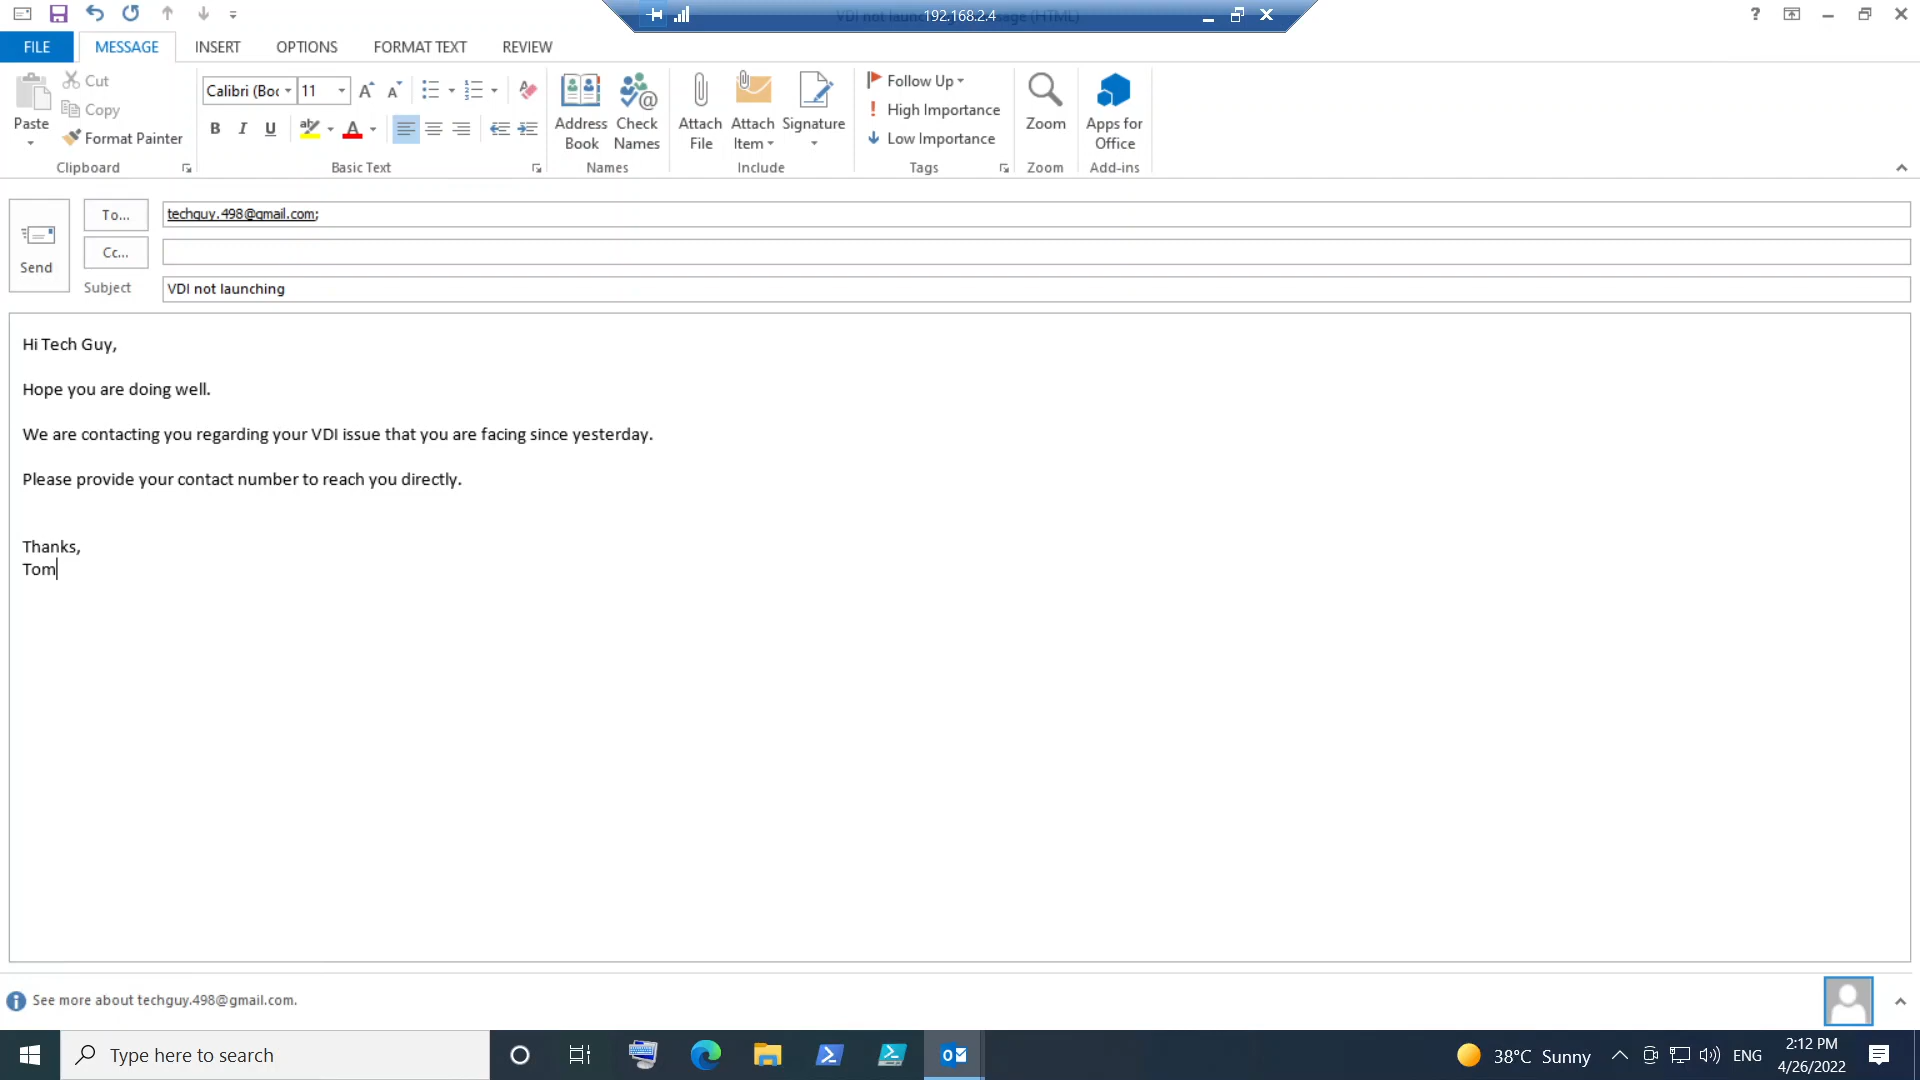 192.168.2.4
FILE MESSAGE INSERT OPTIONS FORMAT TEXT REVIEW
Paste
Cut
Copy
Format Painter
Clipboard
Calibri (Boc 11
B I U
Basic Text
Address Book
Check Names
Names
Attach File
Attach Item
Signature
Include
Follow Up
High Importance
Low Importance
Tags
Zoom
Zoom
Apps for Office
Add-ins
Send
To... techguy.498@gmail.com;
Cc...
Subject VDI not launching
Hi Tech Guy,
Hope you are doing well.
We are contacting you regarding your VDI issue that you are facing since yesterday.
Please provide your contact number to reach you directly.
Thanks,
Tom
See more about techguy.498@gmail.com.
Type here to search
38°C Sunny
ENG
2:12 PM
4/26/2022